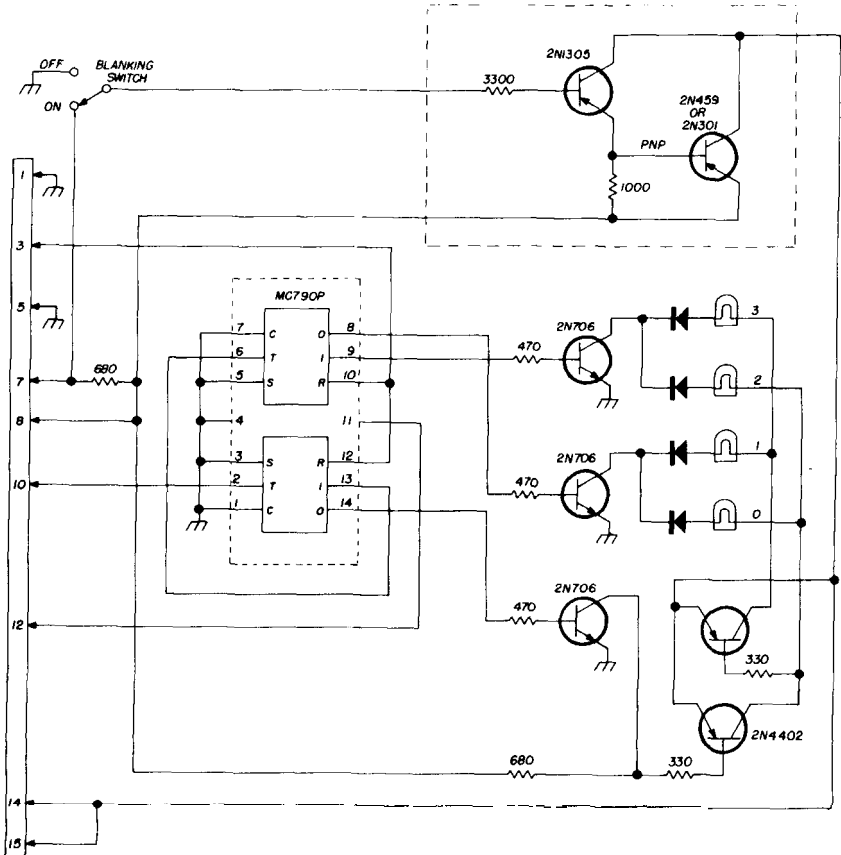 OFF
BLANKING
SWITCH
ON
3300
2N1305
2N459
OR
2N301
PNP
1000
1
3
5
7
680
8
10
12
14
15
MC790P
7 C O 8
6 T 1 9
5 S R 10
4 11
3 S R 12
2 T 1 13
1 C O 14
470
2N706
3
2
470
2N706
1
0
470
2N706
330
2N4402
680
330